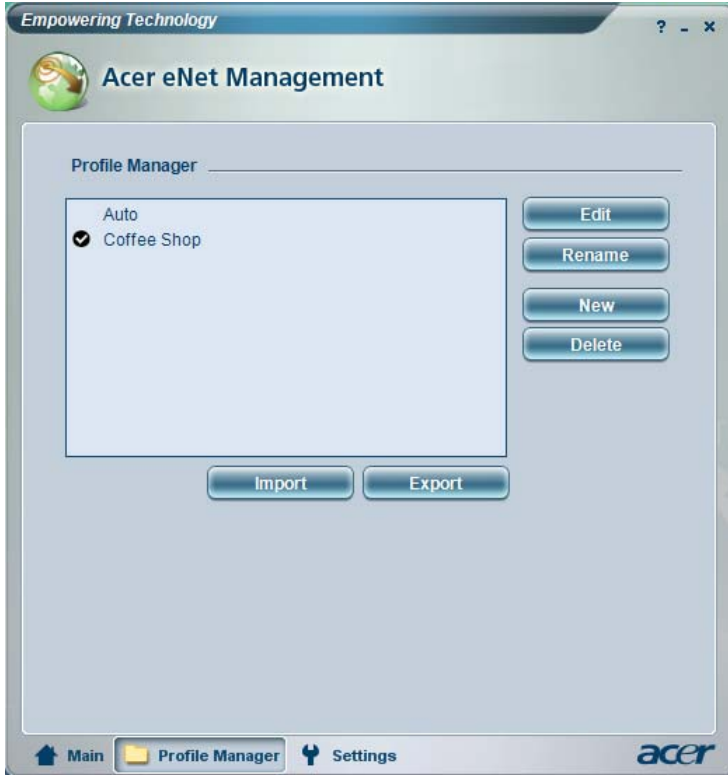 Empowering Technology
? - x
Acer eNet Management
Profile Manager
Auto
Coffee Shop
Edit
Rename
New
Delete
Import Export
Main Profile Manager Settings acer